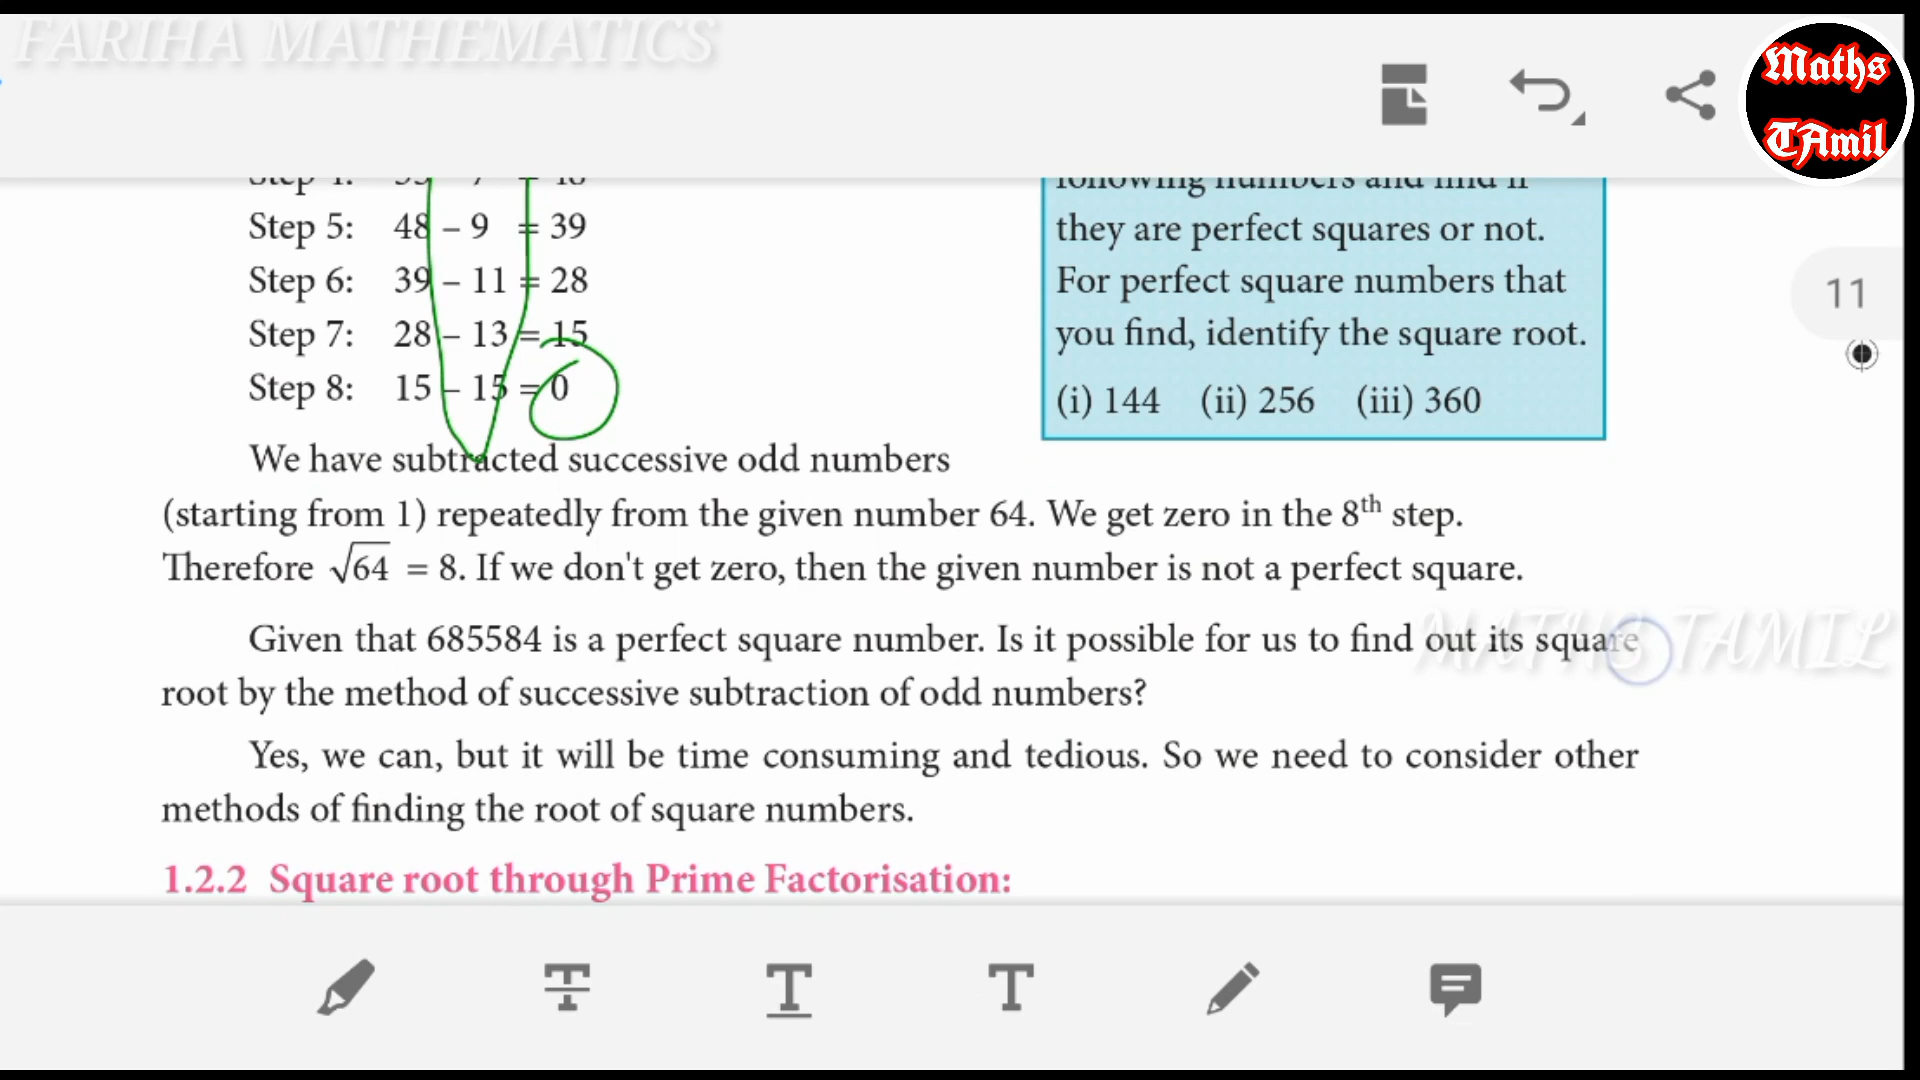 FARIHA MATHEMATICS
Maths
TAmil
Step 5: 48 – 9 = 39
Step 6: 39 – 11 = 28
Step 7: 28 – 13 = 15
Step 8: 15 – 15 = 0
following numbers and find if
they are perfect squares or not.
For perfect square numbers that
you find, identify the square root.
(i) 144 (ii) 256 (iii) 360
11
We have subtracted successive odd numbers
(starting from 1) repeatedly from the given number 64. We get zero in the 8th step.
Therefore √64 = 8. If we don't get zero, then the given number is not a perfect square.
Given that 685584 is a perfect square number. Is it possible for us to find out its square
root by the method of successive subtraction of odd numbers?
MATHS TAMIL
Yes, we can, but it will be time consuming and tedious. So we need to consider other
methods of finding the root of square numbers.
1.2.2 Square root through Prime Factorisation: